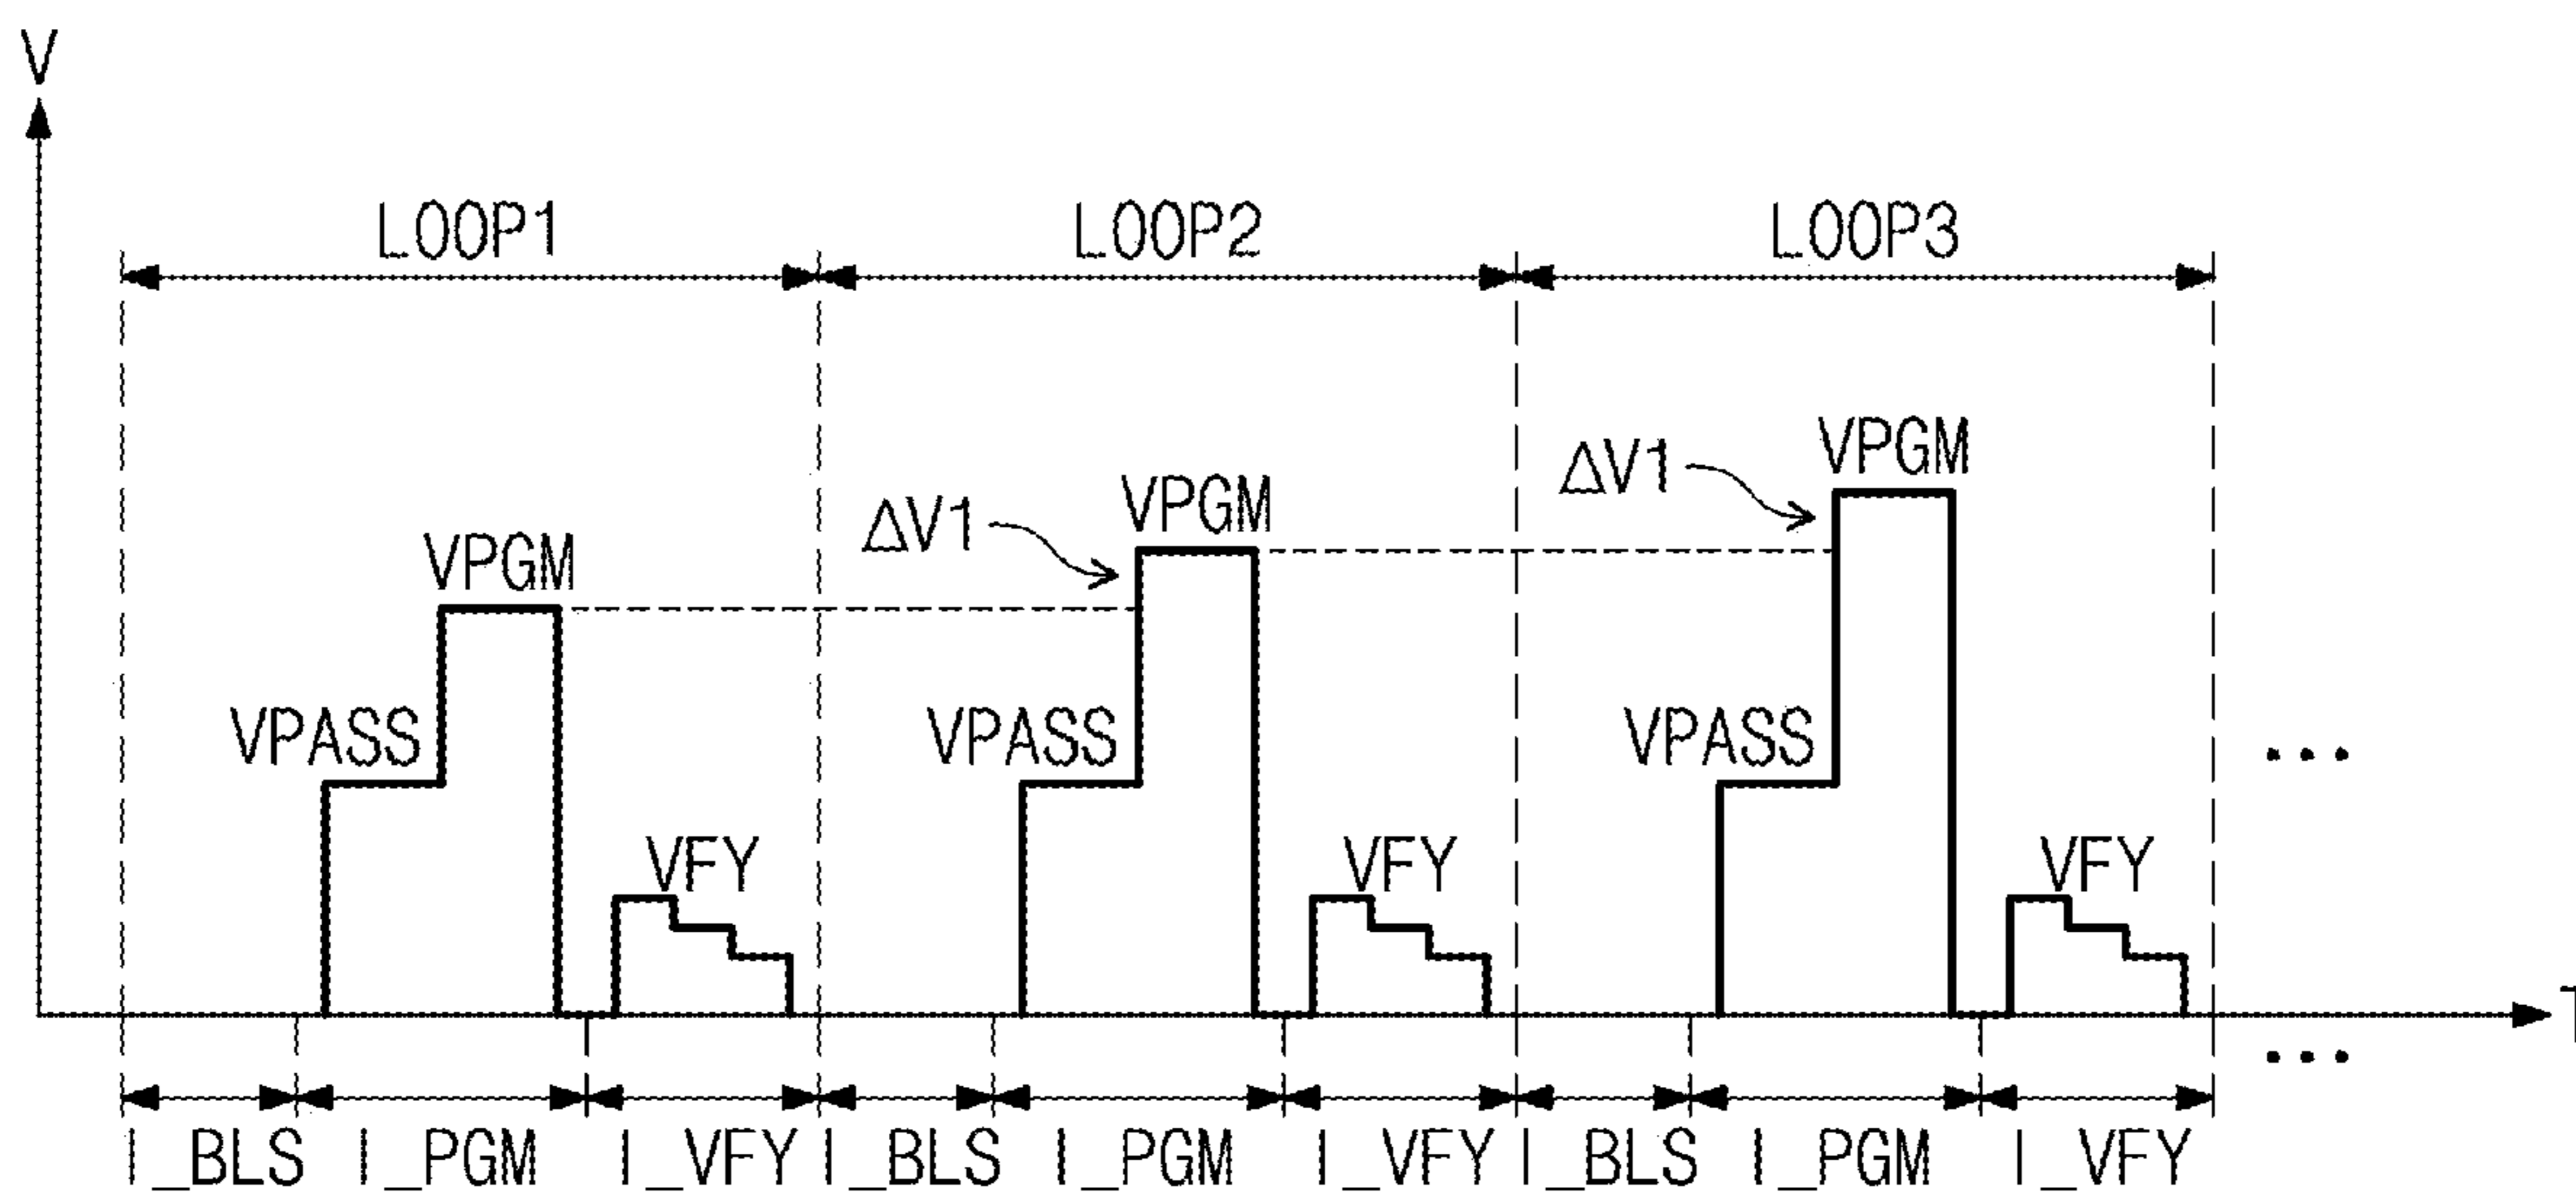 V
LOOP1 LOOP2 LOOP3
ΔV1 VPGM
ΔV1 VPGM
VPGM
VPASS VPASS VPASS
VFY VFY VFY
...
T
...
I_BLS I_PGM I_VFY I_BLS I_PGM I_VFY I_BLS I_PGM I_VFY